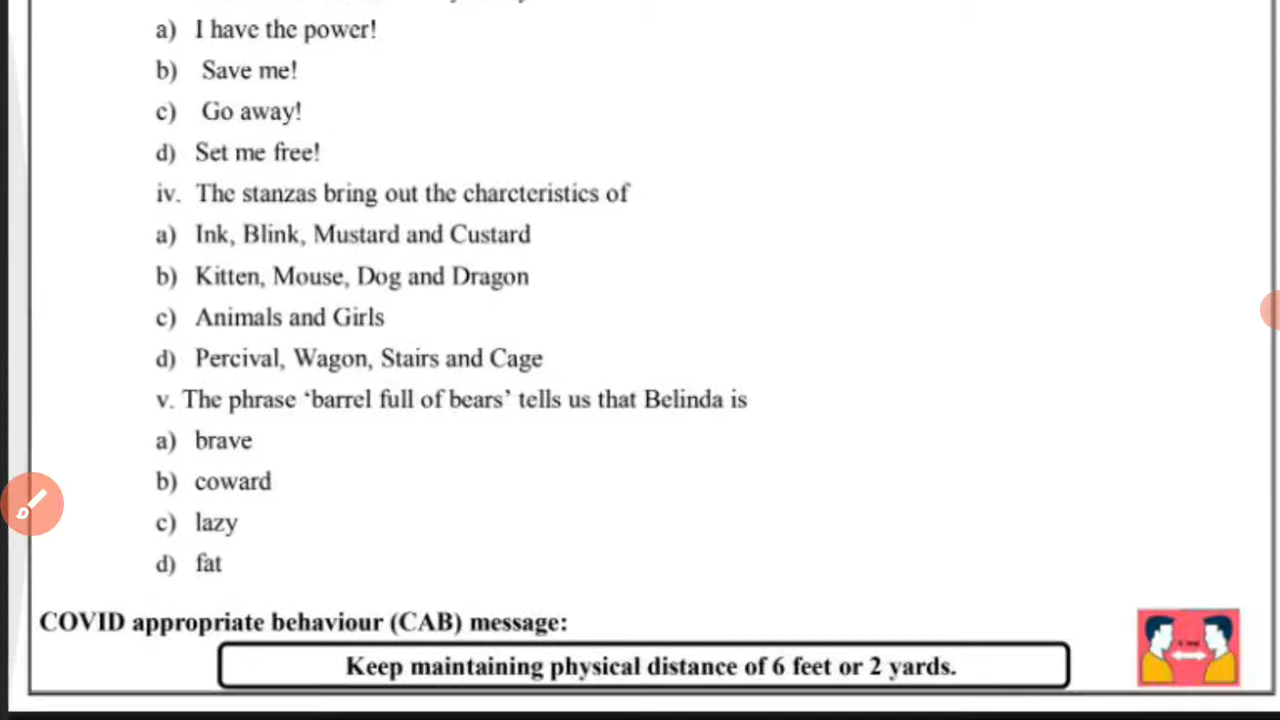 a) I have the power!
b) Save me!
c) Go away!
d) Set me free!
iv. The stanzas bring out the charcteristics of
a) Ink, Blink, Mustard and Custard
b) Kitten, Mouse, Dog and Dragon
c) Animals and Girls
d) Percival, Wagon, Stairs and Cage
v. The phrase ‘barrel full of bears’ tells us that Belinda is
a) brave
b) coward
c) lazy
d) fat
COVID appropriate behaviour (CAB) message:
Keep maintaining physical distance of 6 feet or 2 yards.